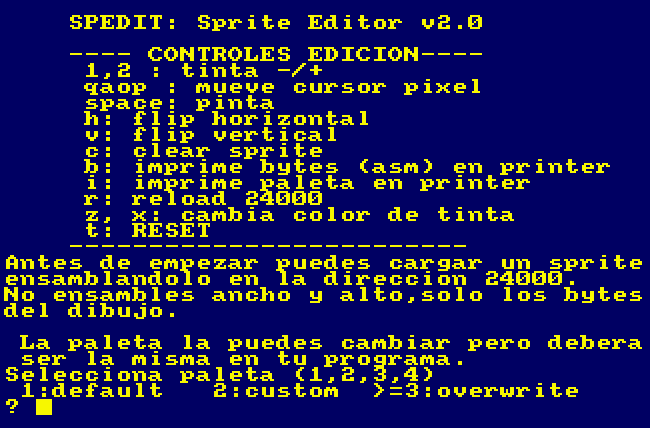 SPEDIT: Sprite Editor v2.0
---- CONTROLES EDICION----
1,2 : tinta -/+
qaop : mueve cursor pixel
space: pinta
h: flip horizontal
v: flip vertical
c: clear sprite
b: imprime bytes (asm) en printer
i: imprime paleta en printer
r: reload 24000
z, x: cambia color de tinta
t: RESET
-------------------------
Antes de empezar puedes cargar un sprite
ensamblandolo en la direccion 24000.
No ensambles ancho y alto,solo los bytes
del dibujo.
La paleta la puedes cambiar pero debera
ser la misma en tu programa.
Selecciona paleta (1,2,3,4)
1:default 2:custom >=3:overwrite
?